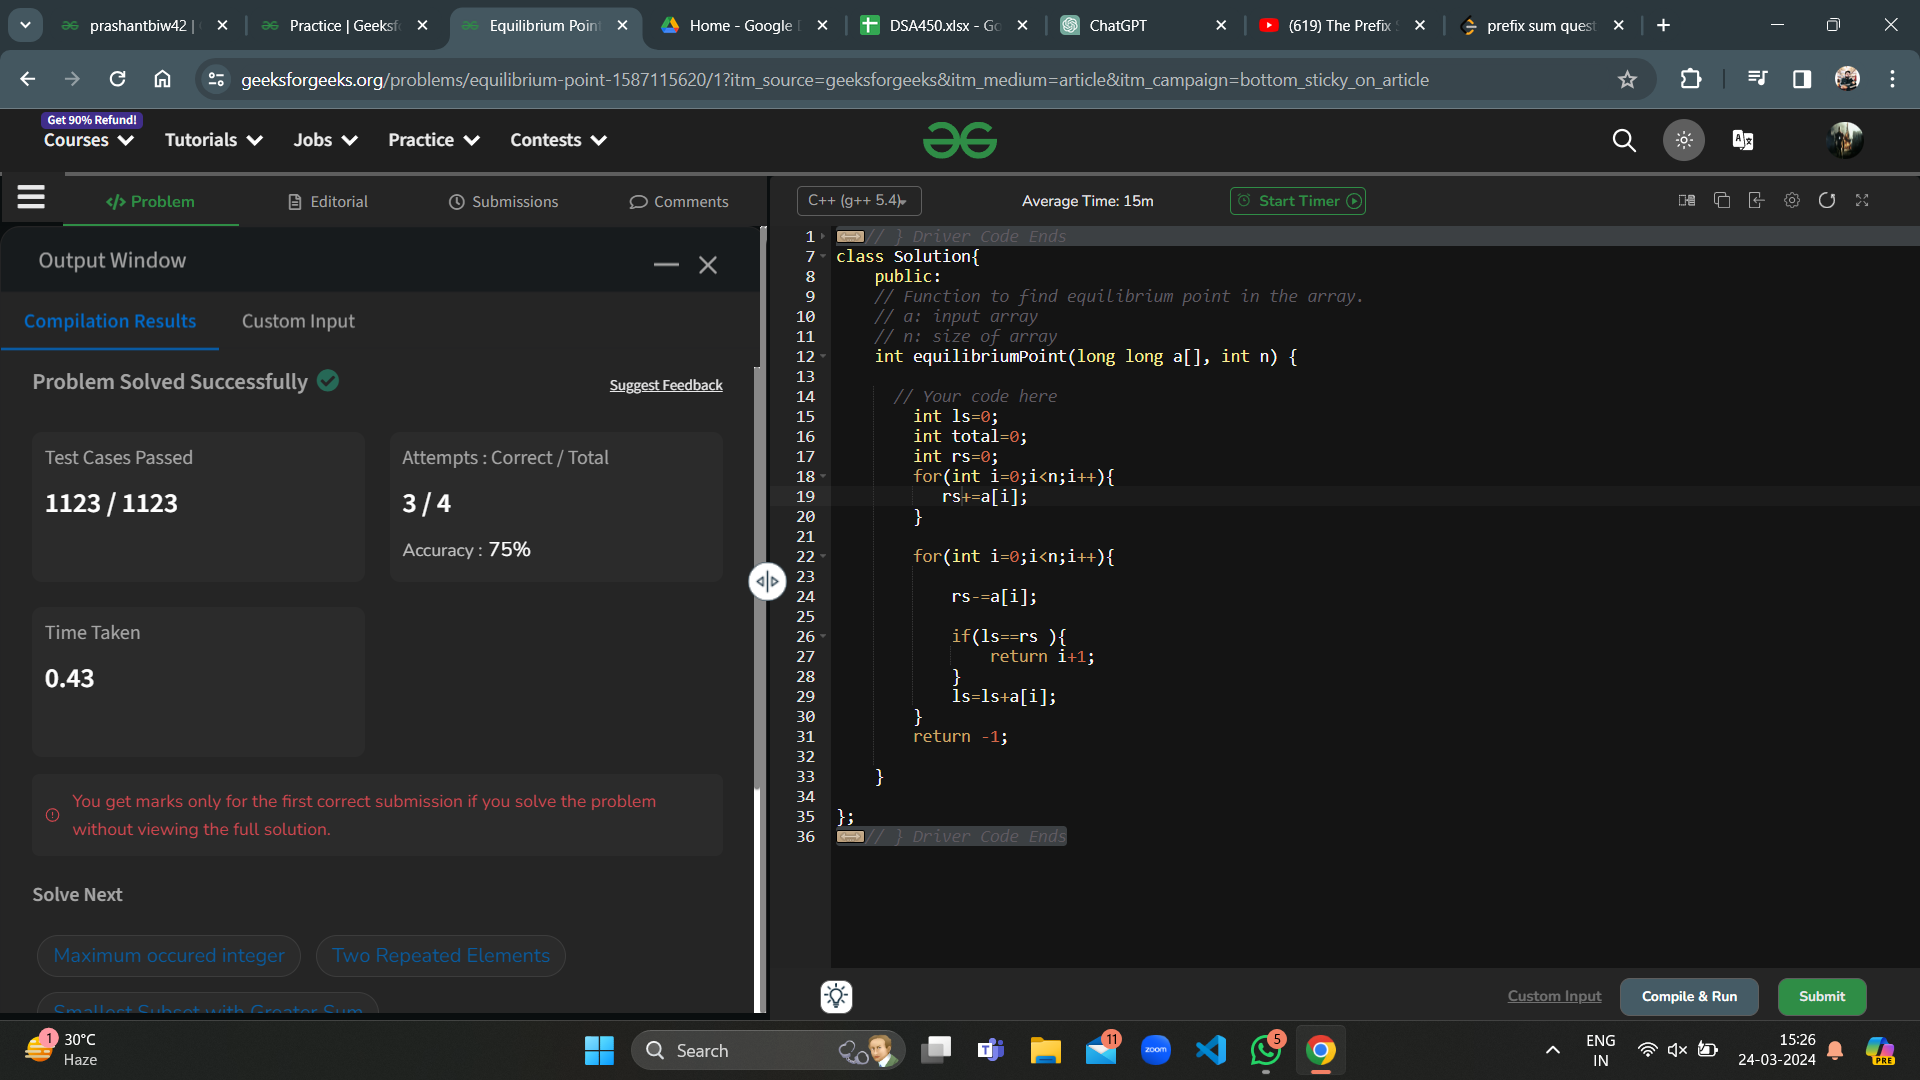 prashantbiw42 |
Practice | Geeksf
Equilibrium Poin
Home - Google
DSA450.xlsx - Go
ChatGPT
(619) The Prefix
prefix sum quest
geeksforgeeks.org/problems/equilibrium-point-1587115620/1?itm_source=geeksforgeeks&itm_medium=article&itm_campaign=bottom_sticky_on_article
Get 90% Refund!
Courses
Tutorials
Jobs
Practice
Contests
Problem
Editorial
Submissions
Comments
C++ (g++ 5.4)
Average Time: 15m
Start Timer
Output Window
Compilation Results
Custom Input
Problem Solved Successfully
Suggest Feedback
Test Cases Passed
1123 / 1123
Attempts : Correct / Total
3 / 4
Accuracy : 75%
Time Taken
0.43
You get marks only for the first correct submission if you solve the problem
without viewing the full solution.
Solve Next
Maximum occured integer
Two Repeated Elements
Smallest Subset with Greater Sum
1 // } Driver Code Ends
7 class Solution{
8 public:
9 // Function to find equilibrium point in the array.
10 // a: input array
11 // n: size of array
12 int equilibriumPoint(long long a[], int n) {
13
14 // Your code here
15 int ls=0;
16 int total=0;
17 int rs=0;
18 for(int i=0;i<n;i++){
19 rs+=a[i];
20 }
21
22 for(int i=0;i<n;i++){
23
24 rs-=a[i];
25
26 if(ls==rs ){
27 return i+1;
28 }
29 ls=ls+a[i];
30 }
31 return -1;
32
33 }
34
35 };
36 // } Driver Code Ends
Custom Input
Compile & Run
Submit
1
30°C
Haze
Search
11
zoom
5
ENG
IN
15:26
24-03-2024
PRE